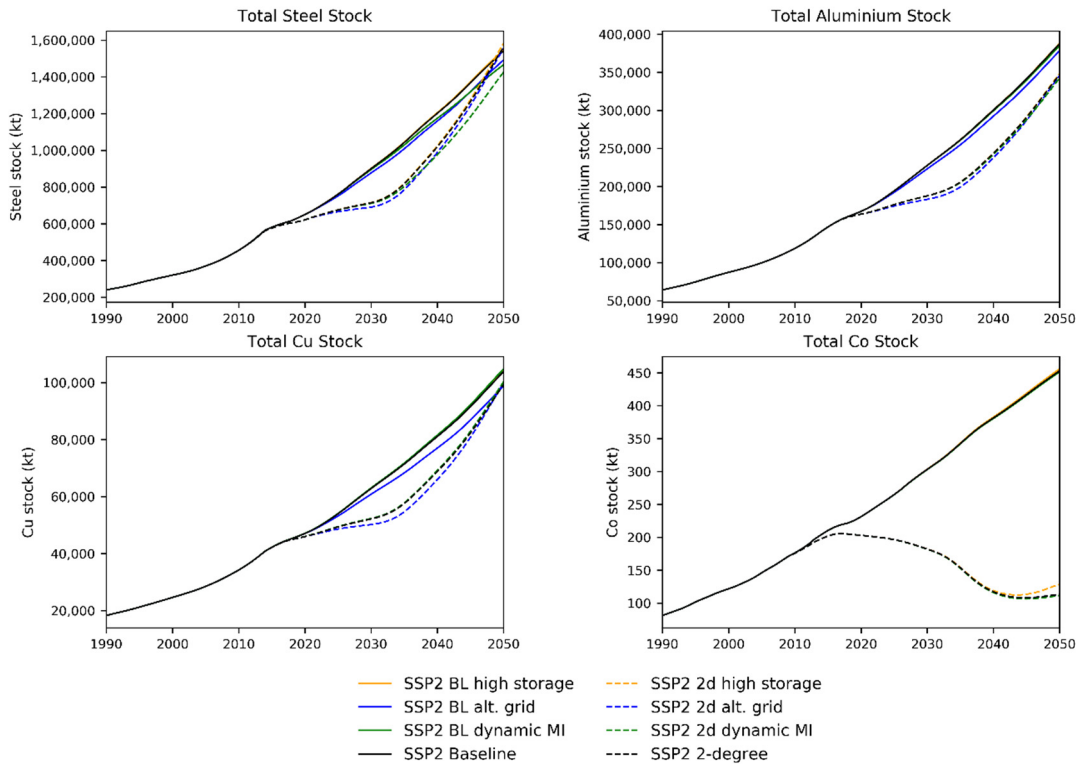 Total Steel Stock
Steel stock (kt)
1,600,000
1,400,000
1,200,000
1,000,000
800,000
600,000
400,000
200,000
1990 2000 2010 2020 2030 2040 2050
Total Aluminium Stock
Aluminium stock (kt)
400,000
350,000
300,000
250,000
200,000
150,000
100,000
50,000
1990 2000 2010 2020 2030 2040 2050
Total Cu Stock
Cu stock (kt)
100,000
80,000
60,000
40,000
20,000
1990 2000 2010 2020 2030 2040 2050
Total Co Stock
Co stock (kt)
450
400
350
300
250
200
150
100
1990 2000 2010 2020 2030 2040 2050
SSP2 BL high storage
SSP2 BL alt. grid
SSP2 BL dynamic MI
SSP2 Baseline
SSP2 2d high storage
SSP2 2d alt. grid
SSP2 2d dynamic MI
SSP2 2-degree